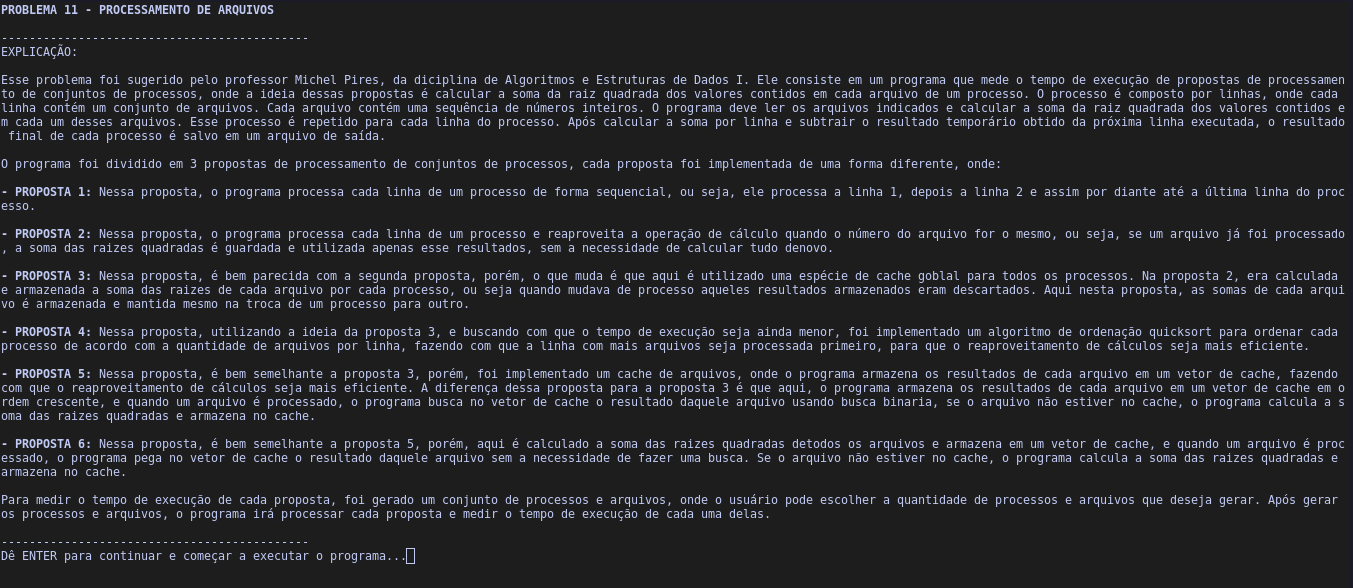 PROBLEMA 11 - PROCESSAMENTO DE ARQUIVOS
--------------------------------------------
EXPLICAÇÃO:
Esse problema foi sugerido pelo professor Michel Pires, da diciplina de Algoritmos e Estruturas de Dados I. Ele consiste em um programa que mede o tempo de execução de propostas de processamen
to de conjuntos de processos, onde a ideia dessas propostas é calcular a soma da raiz quadrada dos valores contidos em cada arquivo de um processo. O processo é composto por linhas, onde cada
linha contém um conjunto de arquivos. Cada arquivo contém uma sequência de números inteiros. O programa deve ler os arquivos indicados e calcular a soma da raiz quadrada dos valores contidos e
m cada um desses arquivos. Esse processo é repetido para cada linha do processo. Após calcular a soma por linha e subtrair o resultado temporário obtido da próxima linha executada, o resultado
final de cada processo é salvo em um arquivo de saída.
O programa foi dividido em 3 propostas de processamento de conjuntos de processos, cada proposta foi implementada de uma forma diferente, onde:
- PROPOSTA 1: Nessa proposta, o programa processa cada linha de um processo de forma sequencial, ou seja, ele processa a linha 1, depois a linha 2 e assim por diante até a última linha do proc
esso.
- PROPOSTA 2: Nessa proposta, o programa processa cada linha de um processo e reaproveita a operação de cálculo quando o número do arquivo for o mesmo, ou seja, se um arquivo já foi processado
, a soma das raizes quadradas é guardada e utilizada apenas esse resultados, sem a necessidade de calcular tudo denovo.
- PROPOSTA 3: Nessa proposta, é bem parecida com a segunda proposta, porém, o que muda é que aqui é utilizado uma espécie de cache goblal para todos os processos. Na proposta 2, era calculada
e armazenada a soma das raizes de cada arquivo por cada processo, ou seja quando mudava de processo aqueles resultados armazenados eram descartados. Aqui nesta proposta, as somas de cada arqui
vo é armazenada e mantida mesmo na troca de um processo para outro.
- PROPOSTA 4: Nessa proposta, utilizando a ideia da proposta 3, e buscando com que o tempo de execução seja ainda menor, foi implementado um algoritmo de ordenação quicksort para ordenar cada
processo de acordo com a quantidade de arquivos por linha, fazendo com que a linha com mais arquivos seja processada primeiro, para que o reaproveitamento de cálculos seja mais eficiente.
- PROPOSTA 5: Nessa proposta, é bem semelhante a proposta 3, porém, foi implementado um cache de arquivos, onde o programa armazena os resultados de cada arquivo em um vetor de cache, fazendo
com que o reaproveitamento de cálculos seja mais eficiente. A diferença dessa proposta para a proposta 3 é que aqui, o programa armazena os resultados de cada arquivo em um vetor de cache em o
rdem crescente, e quando um arquivo é processado, o programa busca no vetor de cache o resultado daquele arquivo usando busca binaria, se o arquivo não estiver no cache, o programa calcula a s
oma das raizes quadradas e armazena no cache.
- PROPOSTA 6: Nessa proposta, é bem semelhante a proposta 5, porém, aqui é calculado a soma das raizes quadradas detodos os arquivos e armazena em um vetor de cache, e quando um arquivo é proc
essado, o programa pega no vetor de cache o resultado daquele arquivo sem a necessidade de fazer uma busca. Se o arquivo não estiver no cache, o programa calcula a soma das raizes quadradas e
armazena no cache.
Para medir o tempo de execução de cada proposta, foi gerado um conjunto de processos e arquivos, onde o usuário pode escolher a quantidade de processos e arquivos que deseja gerar. Após gerar
os processos e arquivos, o programa irá processar cada proposta e medir o tempo de execução de cada uma delas.
--------------------------------------------
Dê ENTER para continuar e começar a executar o programa...